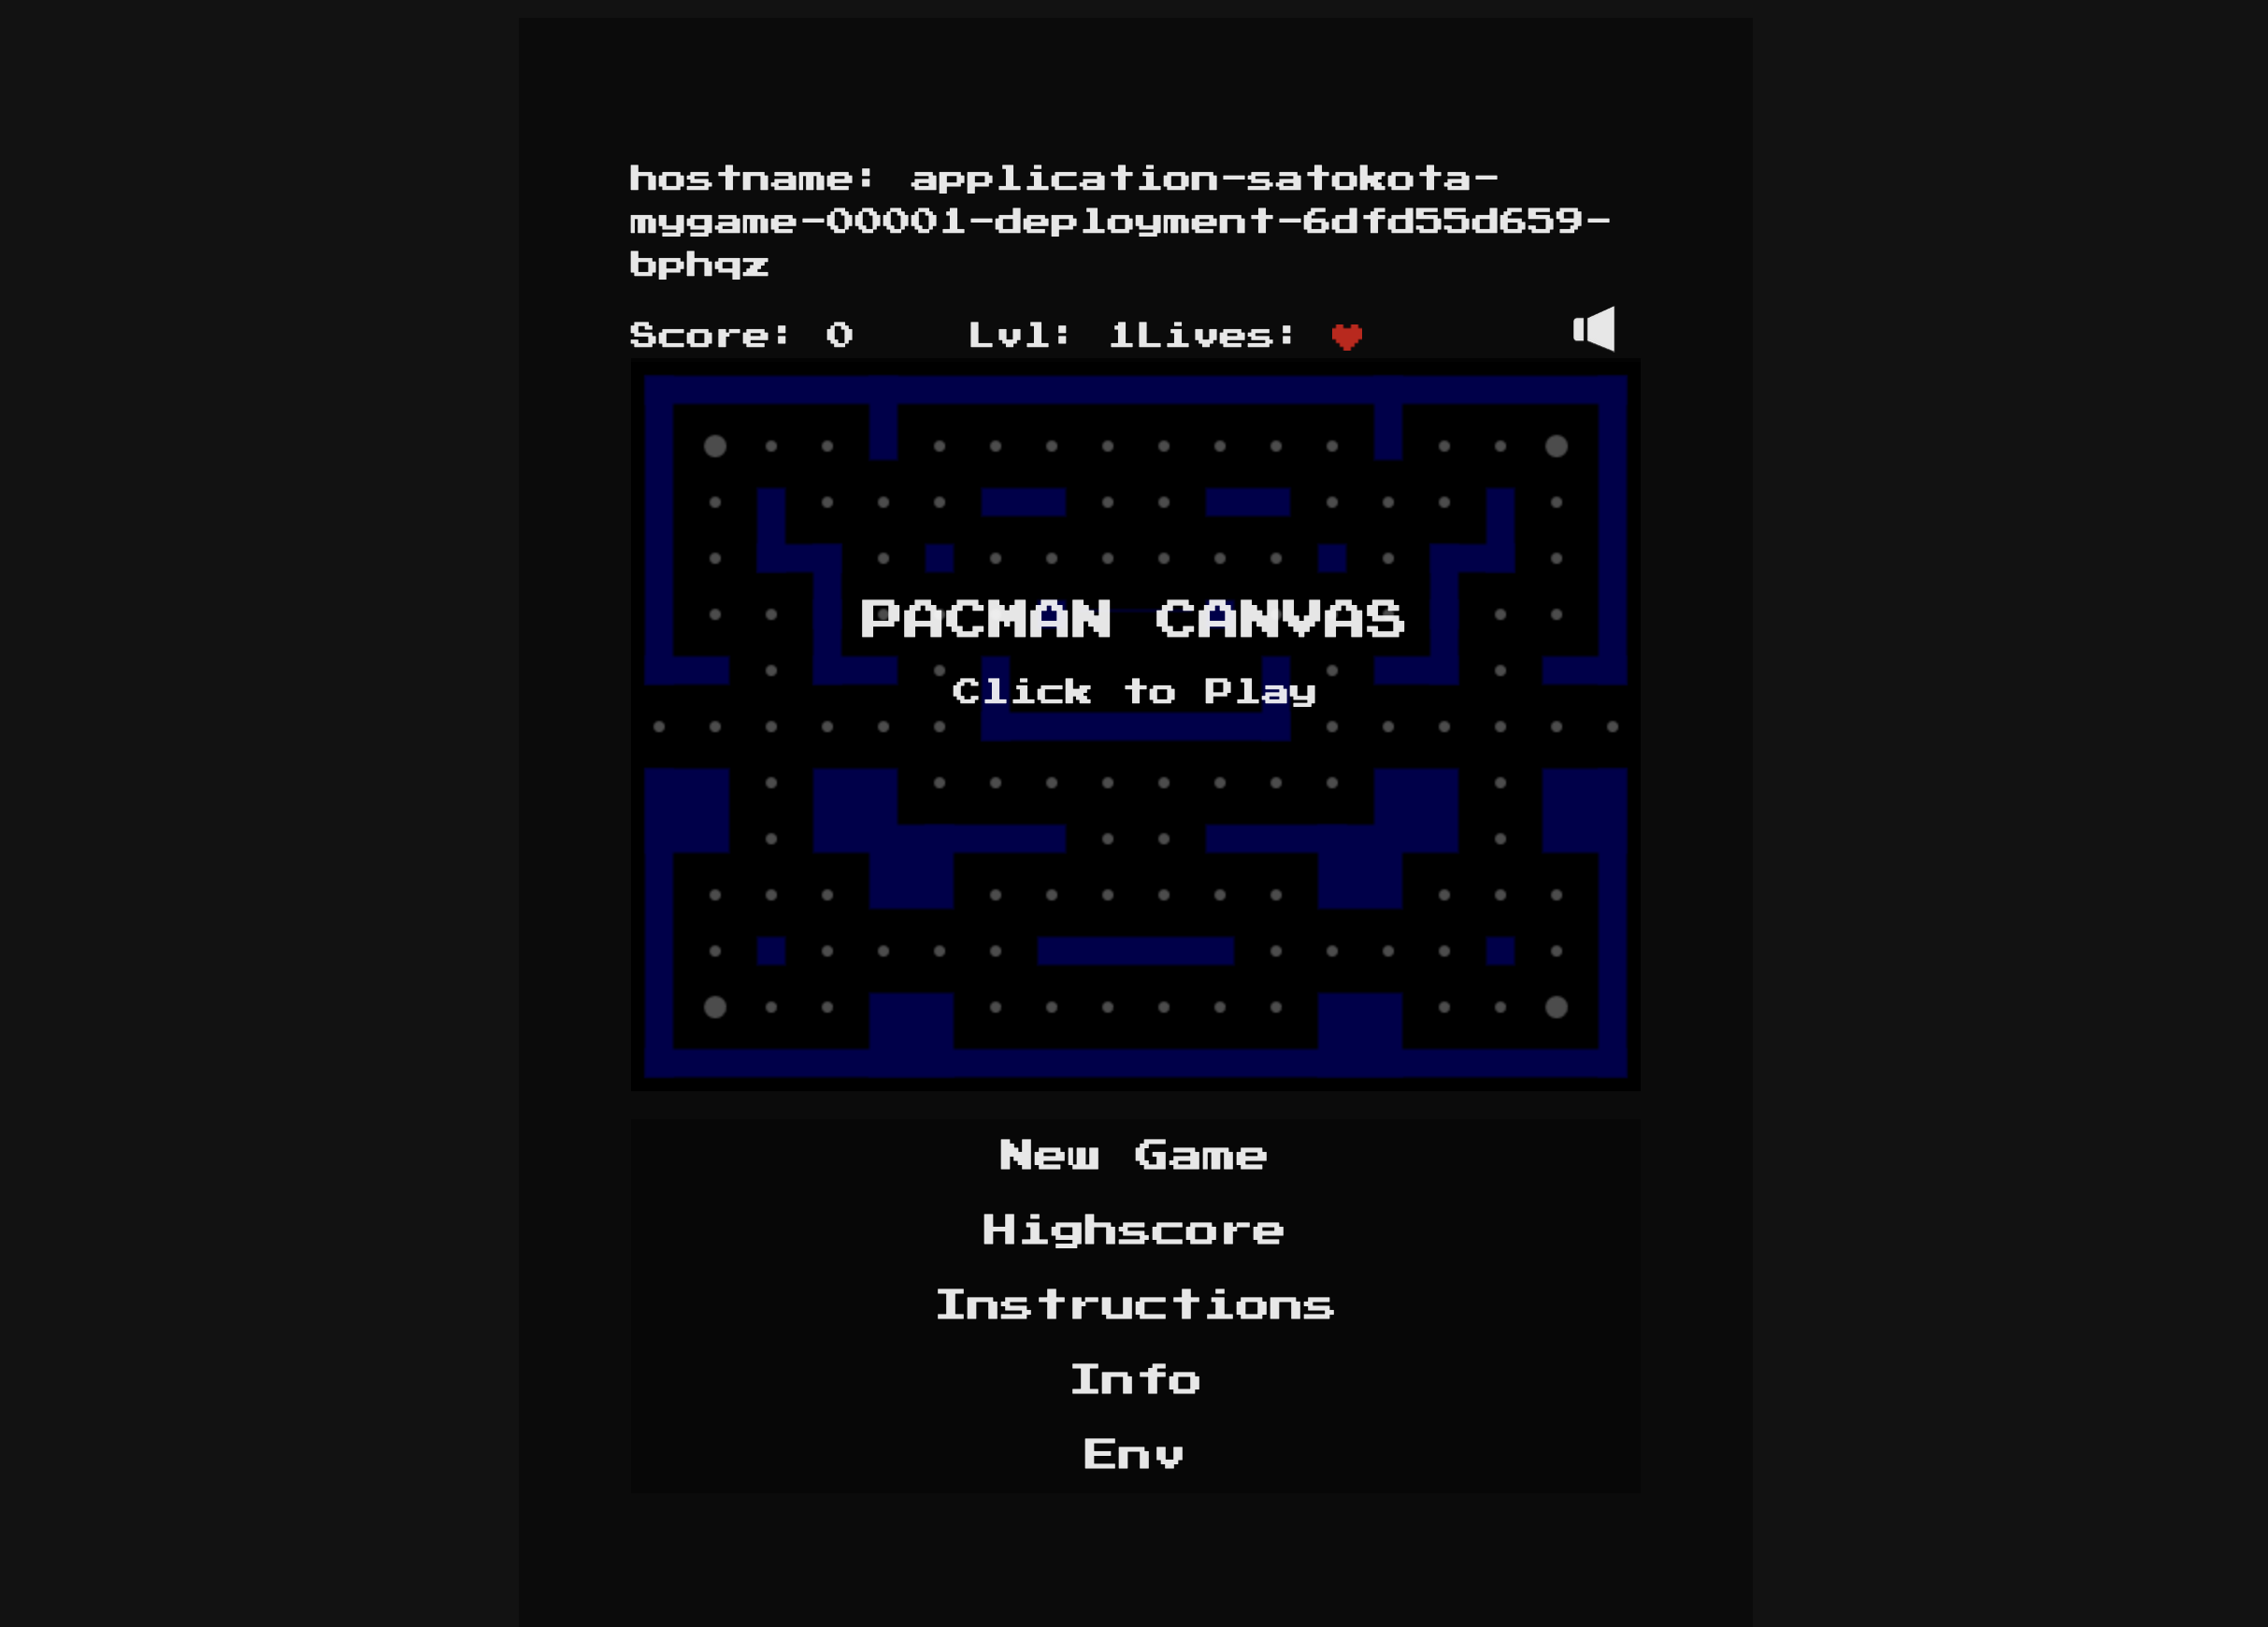 hostname: application-satokota-
mygame-00001-deployment-6dfd55d659-
bphqz
Score: 0 Lvl: 1Lives:
PACMAN CANVAS
Click to Play
New Game
Highscore
Instructions
Info
Env